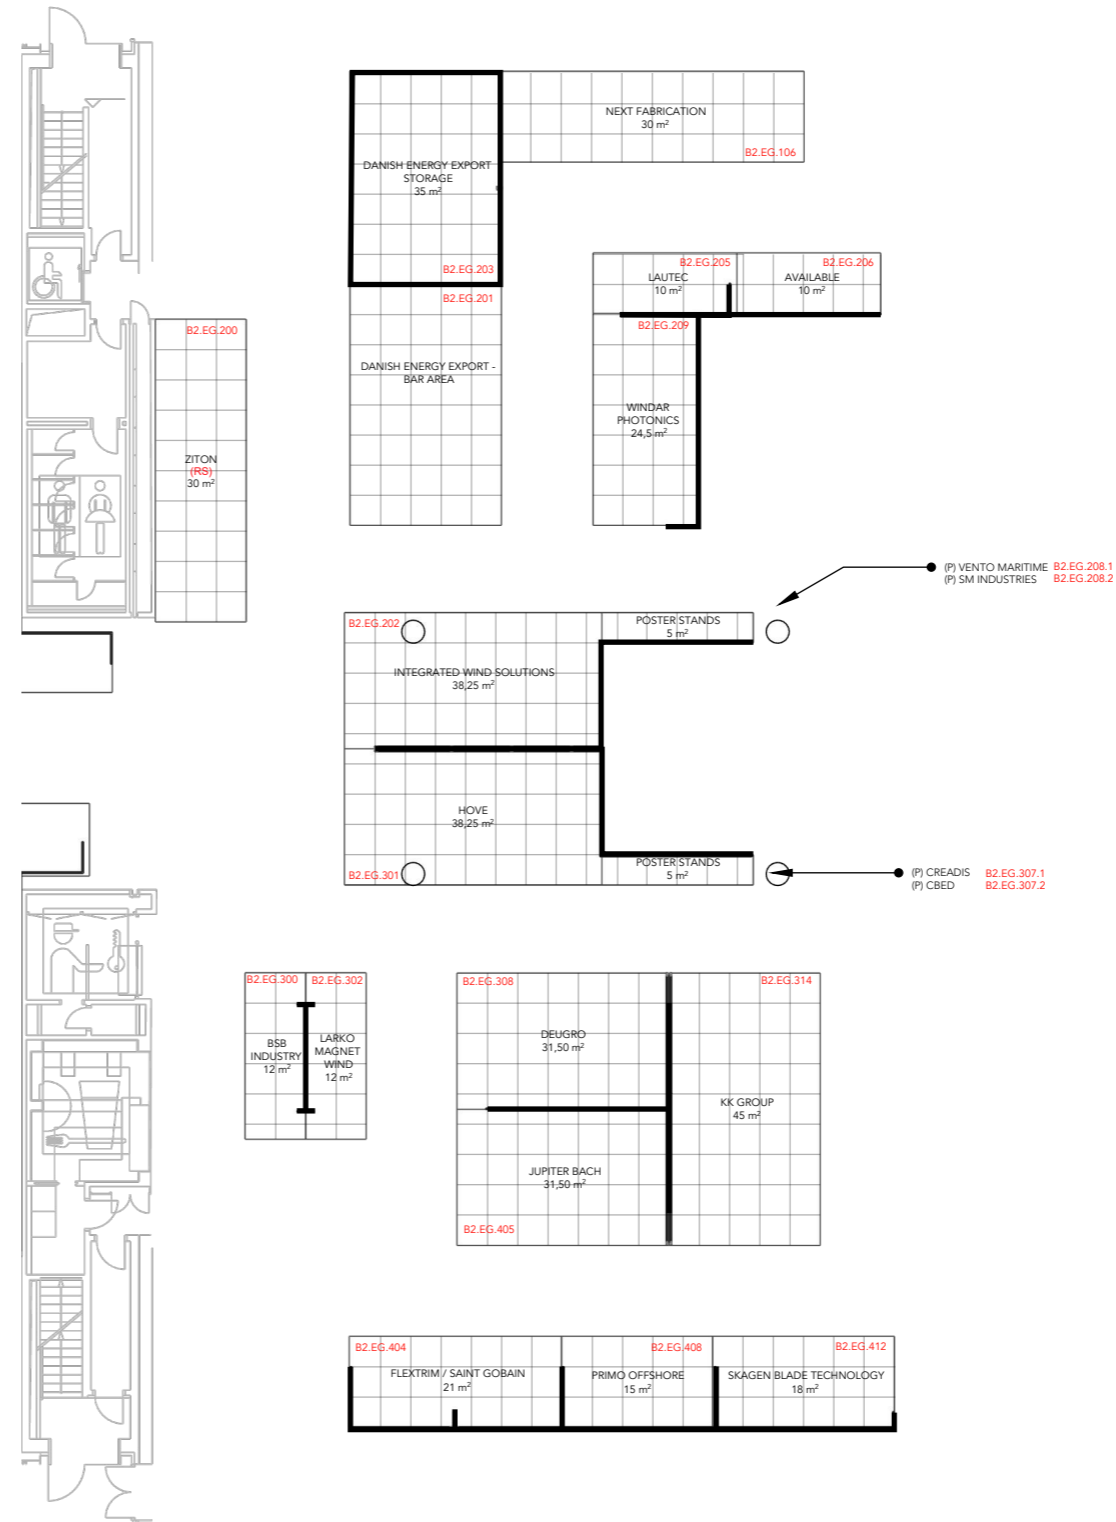 NEXT FABRICATION
30 m²
B2.EG.106
DANISH ENERGY EXPORT
STORAGE
35 m²
B2.EG.203
B2.EG.201
DANISH ENERGY EXPORT -
BAR AREA
B2.EG.205
LAUTEC
10 m²
B2.EG.206
AVAILABLE
10 m²
B2.EG.209
WINDAR
PHOTONICS
24,5 m²
B2.EG.200
ZITON
(RS)
30 m²
(P) VENTO MARITIME B2.EG.208.1
(P) SM INDUSTRIES B2.EG.208.2
B2.EG.202
INTEGRATED WIND SOLUTIONS
38,25 m²
POSTER STANDS
5 m²
HOVE
38,25 m²
B2.EG.301
POSTER STANDS
5 m²
(P) CREADIS B2.EG.307.1
(P) CBED B2.EG.307.2
B2.EG.300
BSB
INDUSTRY
12 m²
B2.EG.302
LARKO
MAGNET
WIND
12 m²
B2.EG.308
DEUGRO
31,50 m²
B2.EG.314
KK GROUP
45 m²
JUPITER BACH
31,50 m²
B2.EG.405
B2.EG.404
FLEXTRIM / SAINT GOBAIN
21 m²
B2.EG.408
PRIMO OFFSHORE
15 m²
B2.EG.412
SKAGEN BLADE TECHNOLOGY
18 m²